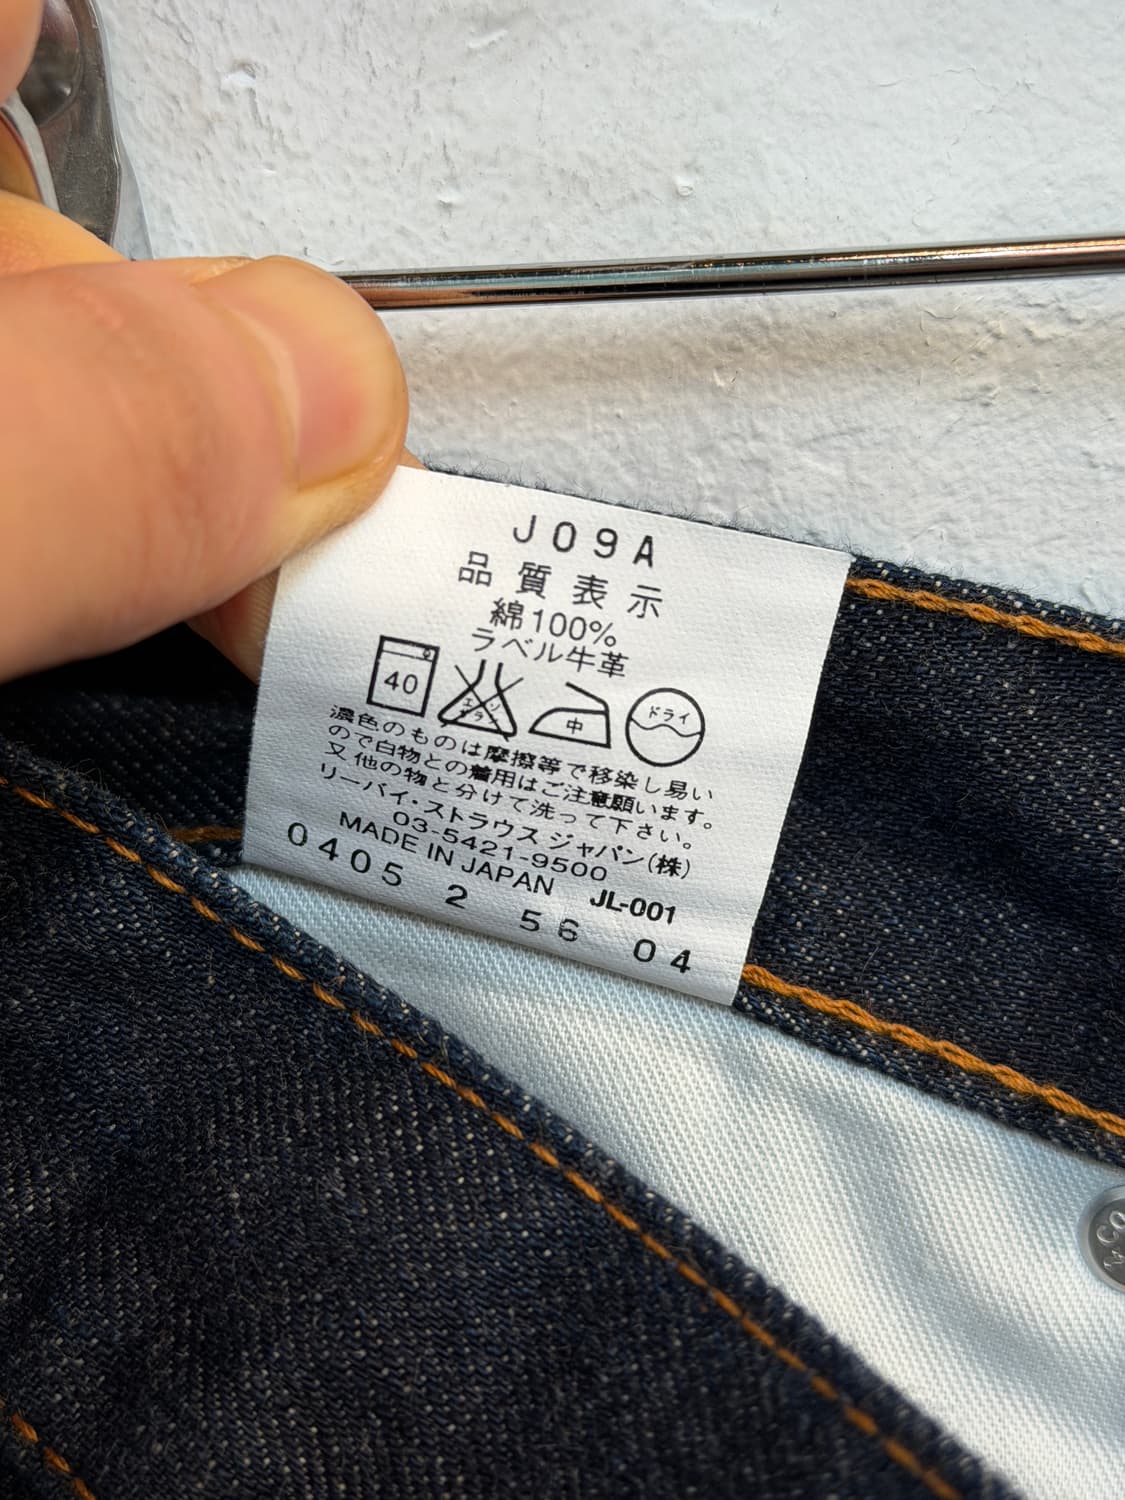 J09A
品質表示
綿100%
ラベル牛革
40 エンソ ラ 中 ドライ
濃色のものは摩擦等で移染し易い
ので白物との着用はご注意願います。
又他の物と分けて洗って下さい。
リーバイ・ストラウス ジャパン(株)
03-5421-9500
MADE IN JAPAN JL-001
0405 2 56 04
CO